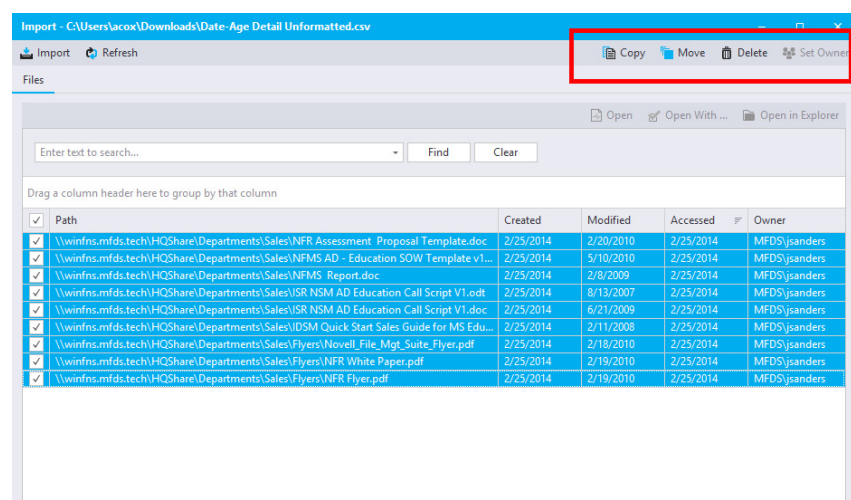 Import - C:\Users\acox\Downloads\Date-Age Detail Unformatted.csv
Import Refresh Copy Move Delete Set Owner
Files
Open Open With ... Open in Explorer
Enter text to search... Find Clear
Drag a column header here to group by that column
Path Created Modified Accessed Owner
\\winfns.mfds.tech\HQShare\Departments\Sales\NFR Assessment Proposal Template.doc 2/25/2014 2/20/2010 2/25/2014 MFDS\jsanders
\\winfns.mfds.tech\HQShare\Departments\Sales\NFMS AD - Education SOW Template v1... 2/25/2014 5/10/2010 2/25/2014 MFDS\jsanders
\\winfns.mfds.tech\HQShare\Departments\Sales\NFMS Report.doc 2/25/2014 2/8/2009 2/25/2014 MFDS\jsanders
\\winfns.mfds.tech\HQShare\Departments\Sales\ISR NSM AD Education Call Script V1.odt 2/25/2014 8/13/2007 2/25/2014 MFDS\jsanders
\\winfns.mfds.tech\HQShare\Departments\Sales\ISR NSM AD Education Call Script V1.doc 2/25/2014 6/21/2009 2/25/2014 MFDS\jsanders
\\winfns.mfds.tech\HQShare\Departments\Sales\IDSM Quick Start Sales Guide for MS Edu... 2/25/2014 2/11/2008 2/25/2014 MFDS\jsanders
\\winfns.mfds.tech\HQShare\Departments\Sales\Flyers\Novell_File_Mgt_Suite_Flyer.pdf 2/25/2014 2/18/2010 2/25/2014 MFDS\jsanders
\\winfns.mfds.tech\HQShare\Departments\Sales\Flyers\NFR White Paper.pdf 2/25/2014 2/19/2010 2/25/2014 MFDS\jsanders
\\winfns.mfds.tech\HQShare\Departments\Sales\Flyers\NFR Flyer.pdf 2/25/2014 2/19/2010 2/25/2014 MFDS\jsanders